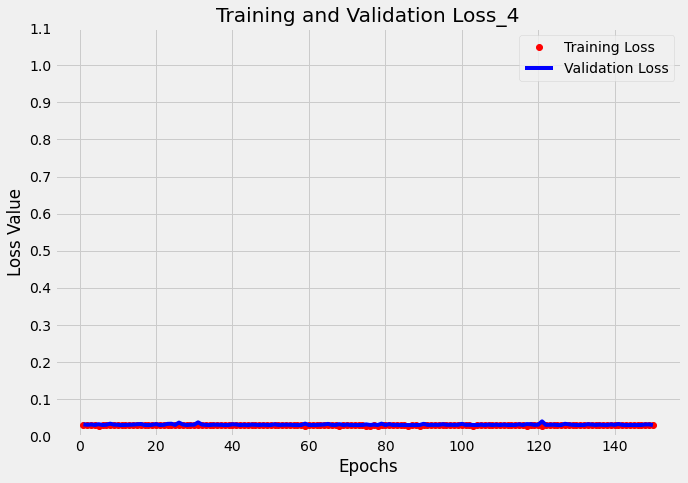 Training and Validation Loss_4
Training Loss
Validation Loss
Loss Value
1.1
1.0
0.9
0.8
0.7
0.6
0.5
0.4
0.3
0.2
0.1
0.0
0 20 40 60 80 100 120 140
Epochs